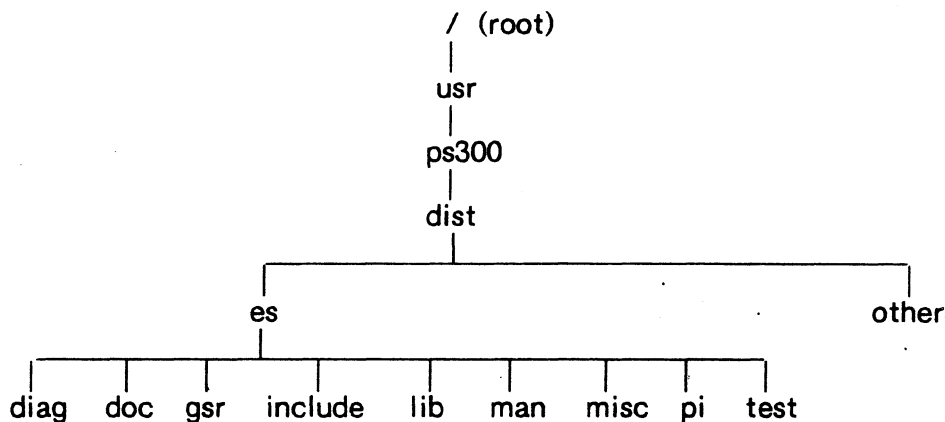 / (root)
usr
ps300
dist
es other
diag doc gsr include lib man misc pi test